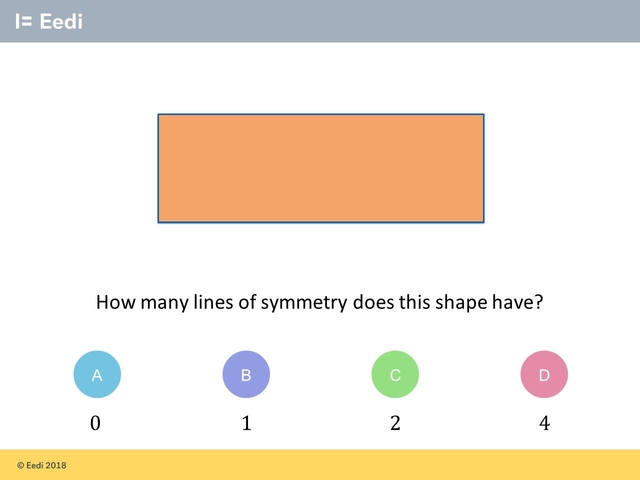 I= Eedi
How many lines of symmetry does this shape have?
A B C D
0 1 2 4
© Eedi 2018